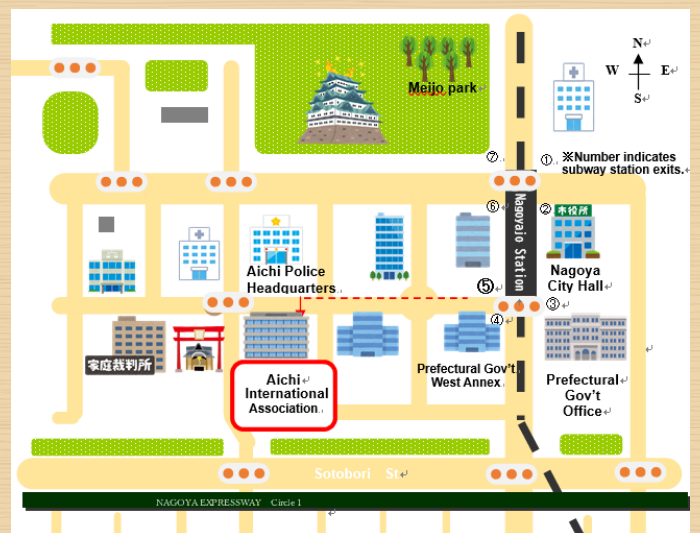 N
W E
S
Meijo park
⑦
① ※Number indicates
subway station exits.
⑥
②
市役所
Nagoyajo Station
Aichi Police
Headquarters
⑤
Nagoya
City Hall
③
④
家庭裁判所
Aichi
International
Association
Prefectural Gov't
West Annex
Prefectural
Gov't
Office
Sotobori St
NAGOYA EXPRESSWAY Circle 1